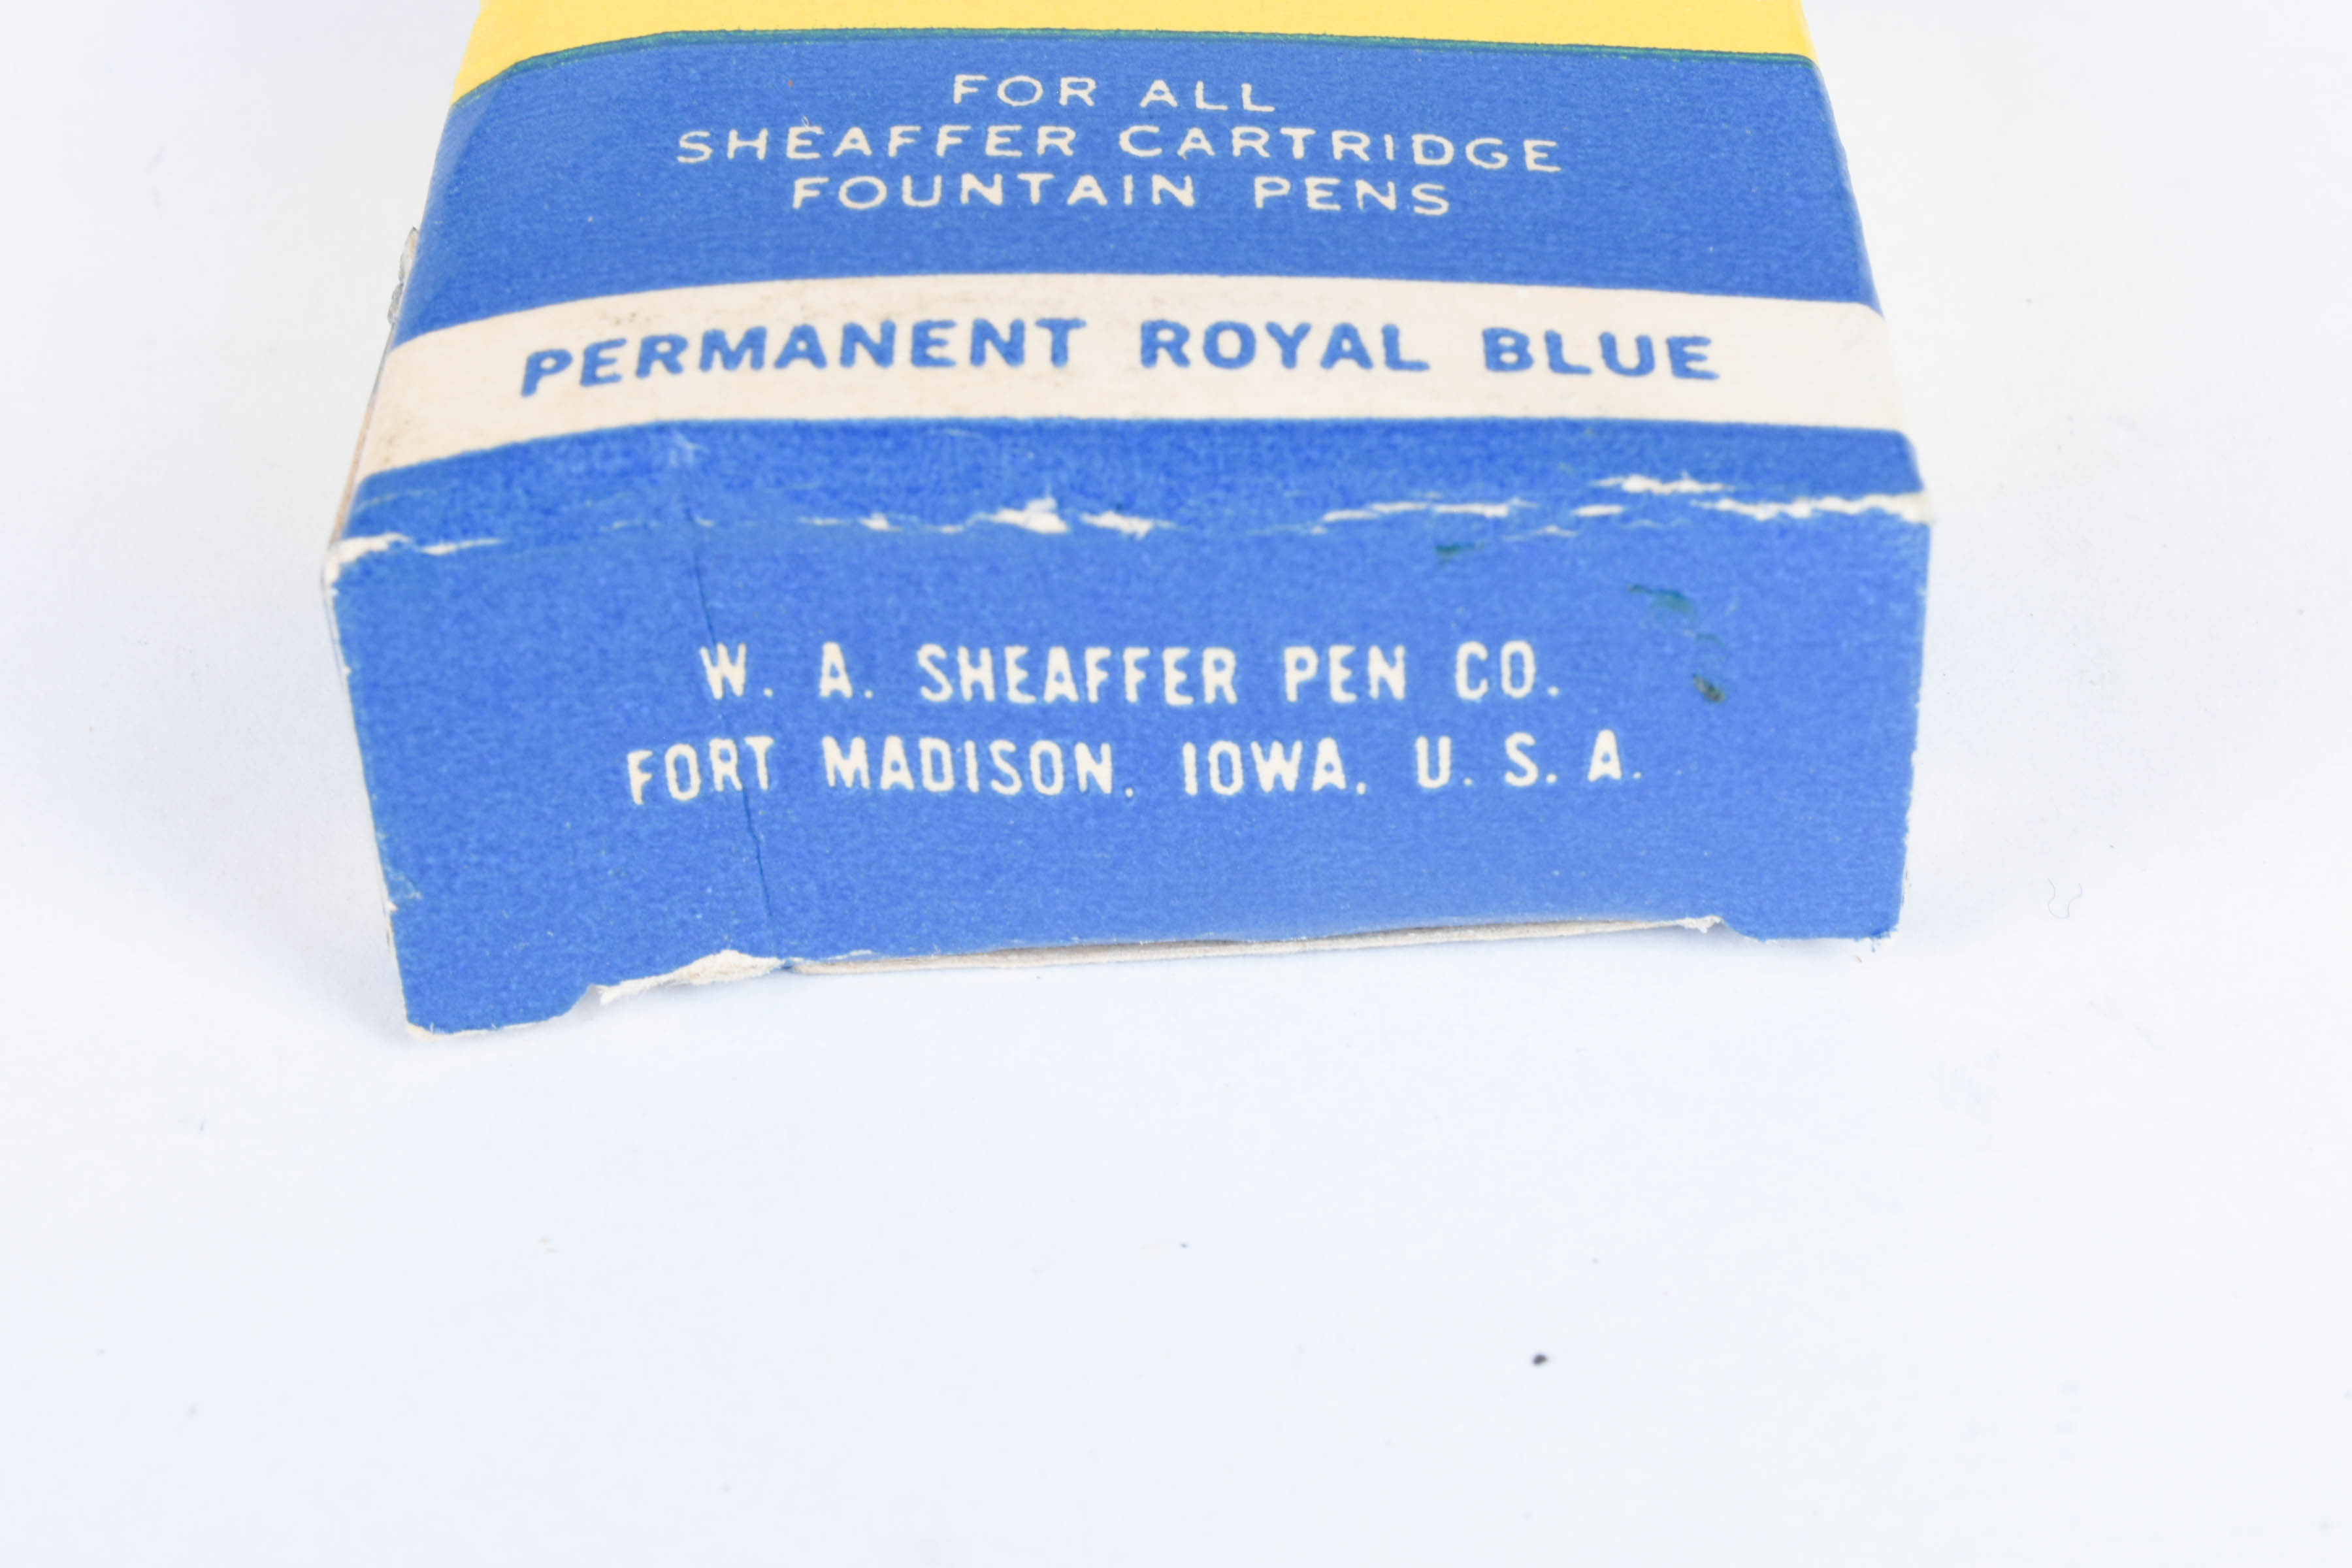 FOR ALL
SHEAFFER CARTRIDGE
FOUNTAIN PENS
PERMANENT ROYAL BLUE
W. A. SHEAFFER PEN CO.
FORT MADISON, IOWA, U. S. A.